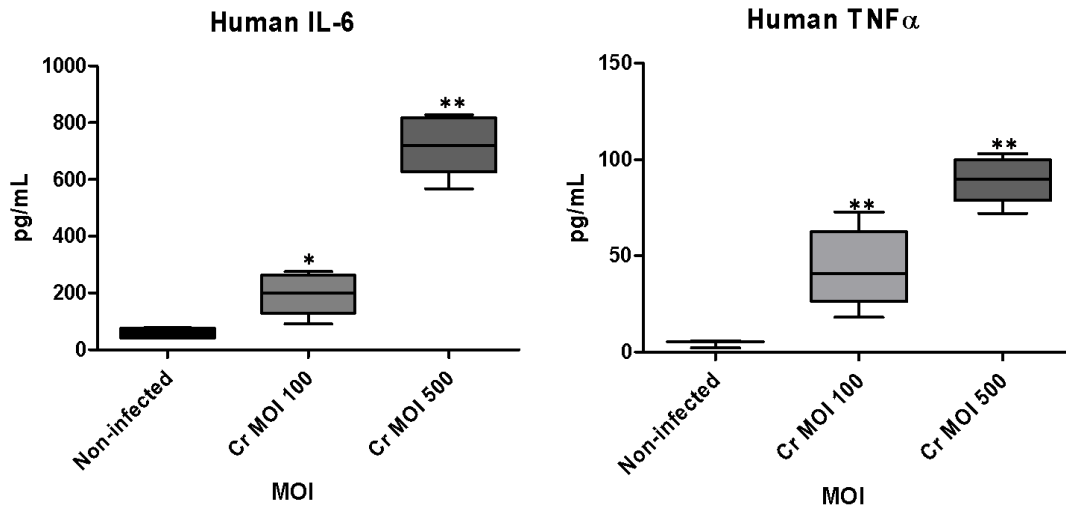 Human IL-6
1000
800
600
400
200
0
pg/mL
*
**
Non-infected
Cr MOI 100
Cr MOI 500
MOI
Human TNFα
150
100
50
0
pg/mL
**
**
Non-infected
Cr MOI 100
Cr MOI 500
MOI